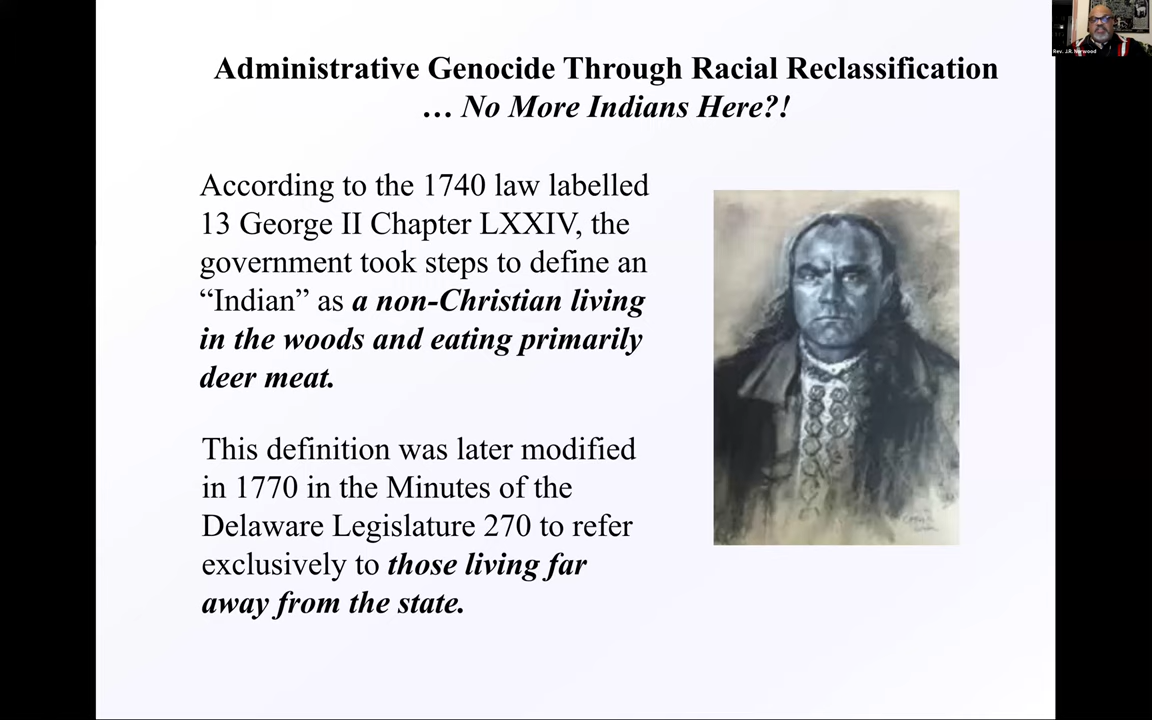 Administrative Genocide Through Racial Reclassification
… No More Indians Here?!
According to the 1740 law labelled
13 George II Chapter LXXIV, the
government took steps to define an
“Indian” as a non-Christian living
in the woods and eating primarily
deer meat.
This definition was later modified
in 1770 in the Minutes of the
Delaware Legislature 270 to refer
exclusively to those living far
away from the state.
Rev. J.R. Norwood